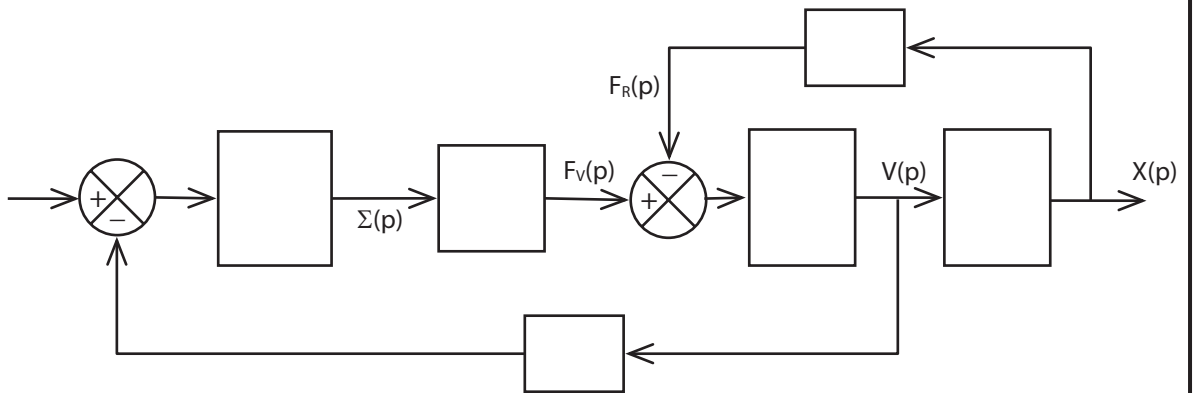 F_R(p)
+
−
Σ(p)
F_V(p)
−
+
V(p)
X(p)